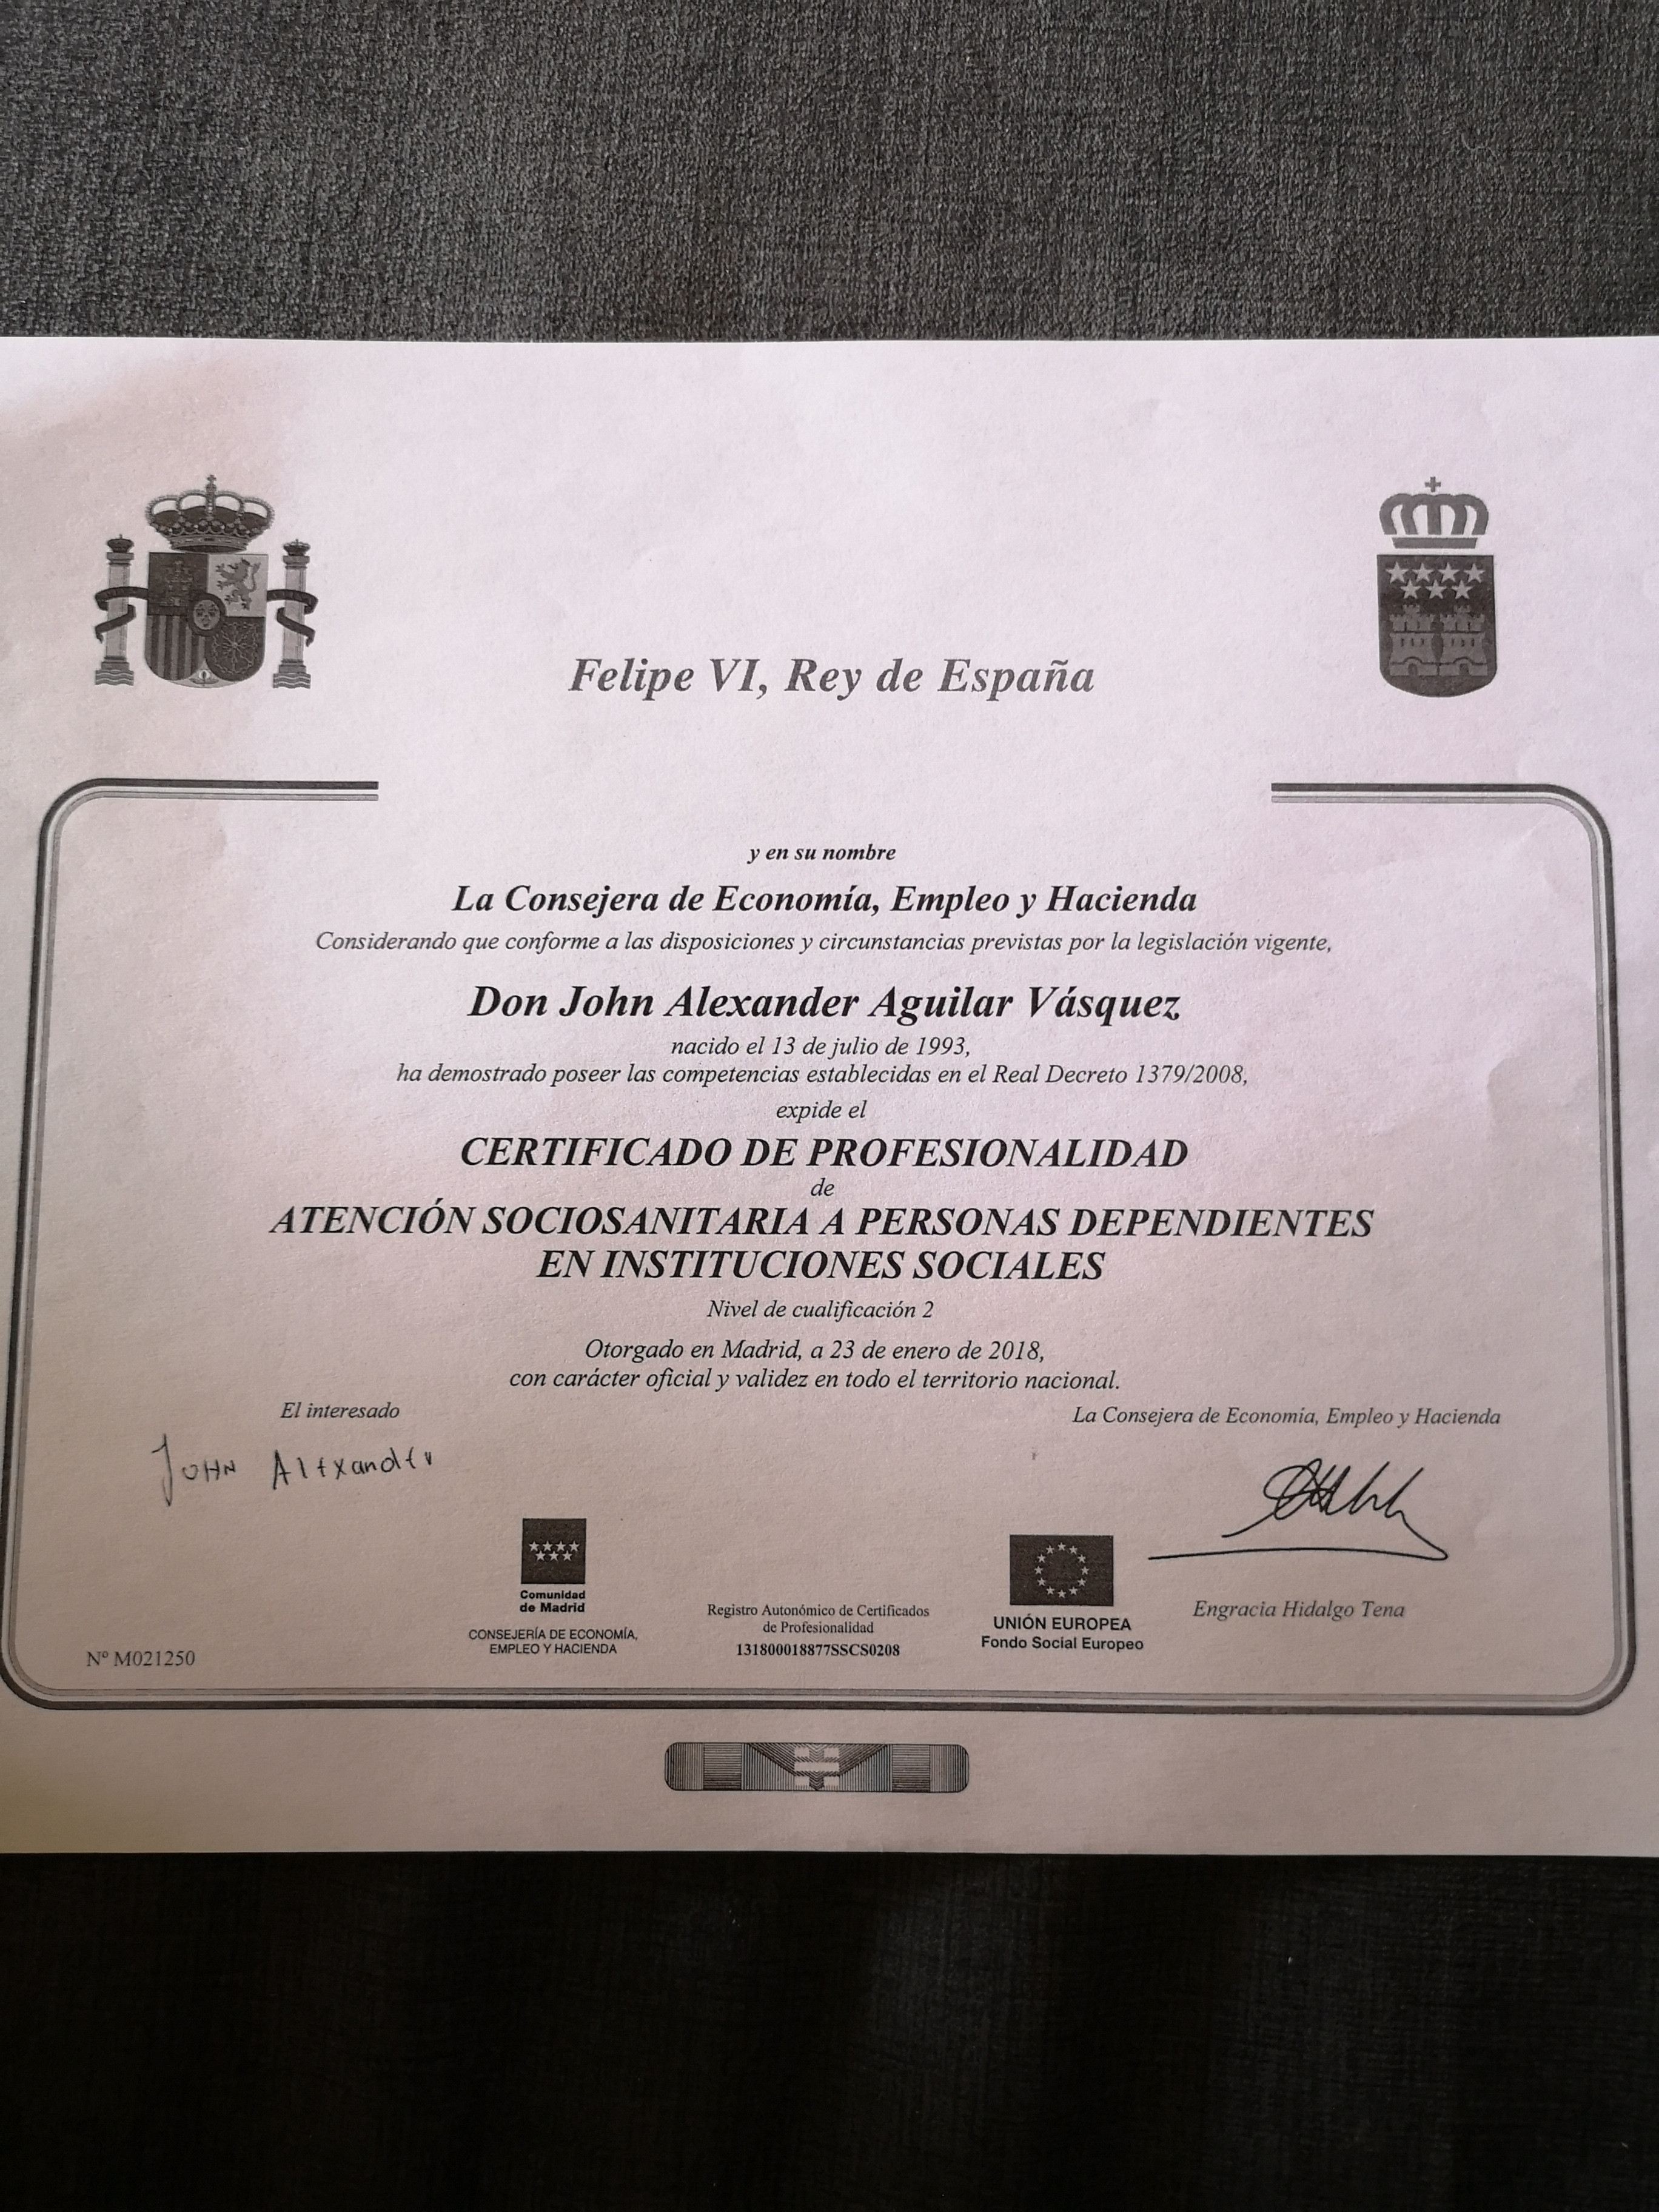 Felipe VI, Rey de España
y en su nombre
La Consejera de Economía, Empleo y Hacienda
Considerando que conforme a las disposiciones y circunstancias previstas por la legislación vigente,
Don John Alexander Aguilar Vásquez
nacido el 13 de julio de 1993,
ha demostrado poseer las competencias establecidas en el Real Decreto 1379/2008,
expide el
CERTIFICADO DE PROFESIONALIDAD
de
ATENCIÓN SOCIOSANITARIA A PERSONAS DEPENDIENTES
EN INSTITUCIONES SOCIALES
Nivel de cualificación 2
Otorgado en Madrid, a 23 de enero de 2018,
con carácter oficial y validez en todo el territorio nacional.
El interesado
La Consejera de Economía, Empleo y Hacienda
John Alexander
Comunidad
de Madrid
CONSEJERÍA DE ECONOMÍA,
EMPLEO Y HACIENDA
Registro Autonómico de Certificados
de Profesionalidad
131800018877SSCS0208
UNIÓN EUROPEA
Fondo Social Europeo
Engracia Hidalgo Tena
Nº M021250